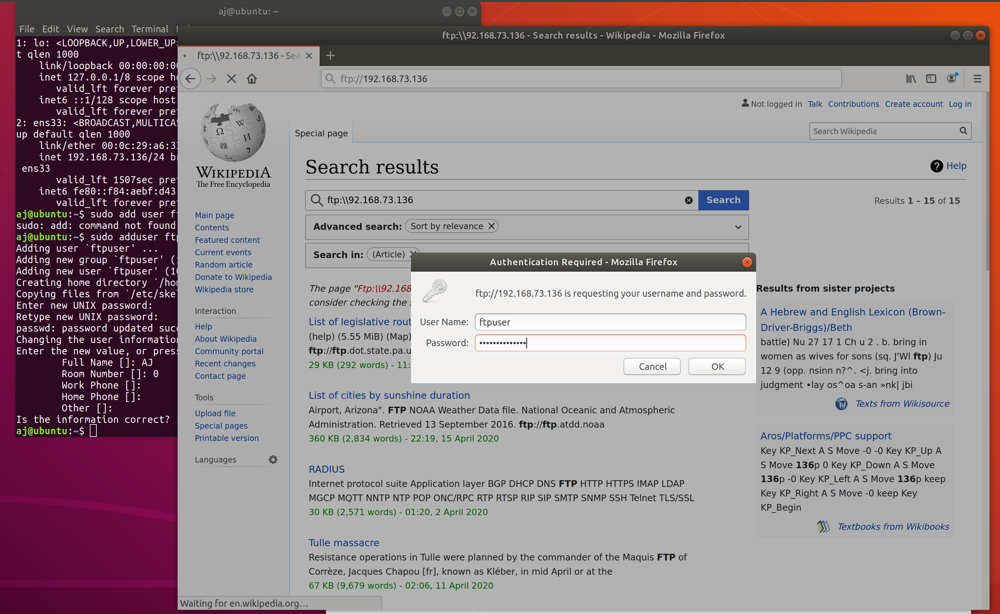 aj@ubuntu: ~
File Edit View Search Terminal
1: lo: <LOOPBACK,UP,LOWER_UP
t qlen 1000
link/loopback 00:00:00:00
inet 127.0.0.1/8 scope
valid_lft forever
inet6 ::1/128 scope host
valid_lft forever
2: ens33: <BROADCAST,
up default qlen 1000
link/ether 00:0c:29:a6:
inet 192.168.73.136/24
ens33
valid_lft 1507sec
inet6 fe80::f84:aebf:d43
valid_lft forever
aj@ubuntu:~$ sudo add user
sudo: add: command not found
aj@ubuntu:~$ sudo adduser
Adding user `ftpuser' ...
Adding new group `ftpuser' (
Adding new user `ftpuser' (
Creating home directory
Copying files from `/etc/ske
Enter new UNIX password:
Retype new UNIX password:
passwd: password updated
Changing the user information
Enter the new value, or press
Full Name []: AJ
Room Number []: 0
Work Phone []:
Home Phone []:
Other []:
Is the information correct?
aj@ubuntu:~$
ftp:\\92.168.73.136 - Search results - Wikipedia - Mozilla Firefox
ftp:\\92.168.73.136 - Sea
ftp://192.168.73.136
WIKIPEDIA
The Free Encyclopedia
Main page
Contents
Featured content
Current events
Random article
Donate to Wikipedia
Wikipedia store
Interaction
Help
About Wikipedia
Community portal
Recent changes
Contact page
Tools
Upload file
Special pages
Printable version
Languages
Not logged in Talk Contributions Create account Log in
Special page
Search Wikipedia
Search results
Help
ftp:\\92.168.73.136
Search
Results 1 – 15 of 15
Advanced search: Sort by relevance
Search in: (Article)
The page "Ftp:\\92.168
consider checking the
List of legislative
(help) (5.55 MiB) (Map)
ftp://ftp.dot.state.pa.u
29 KB (292 words) - 11:
Authentication Required - Mozilla Firefox
ftp://192.168.73.136 is requesting your username and password.
User Name: ftpuser
Password: ••••••••••••••
Cancel OK
List of cities by sunshine duration
Airport, Arizona". FTP NOAA Weather Data file. National Oceanic and Atmospheric
Administration. Retrieved 13 September 2016. ftp://ftp.atdd.noaa
360 KB (2,834 words) - 22:19, 15 April 2020
RADIUS
Internet protocol suite Application layer BGP DHCP DNS FTP HTTP HTTPS IMAP LDAP
MGCP MQTT NNTP NTP POP ONC/RPC RTP RTSP RIP SIP SMTP SNMP SSH Telnet TLS/SSL
30 KB (2,571 words) - 01:20, 2 April 2020
Tulle massacre
Resistance operations in Tulle were planned by the commander of the Maquis FTP of
Corrèze, Jacques Chapou [fr], known as Kléber, in mid April or at the
67 KB (9,679 words) - 02:06, 11 April 2020
Results from sister projects
A Hebrew and English Lexicon (Brown-
Driver-Briggs)/Beth
battle) Nu 27 17 1 Ch u 2 . b. bring in
women as wives for sons (sq. J'Wl ftp) Ju
12 9 (opp. nsinn n?^. <j. bring into
judgment •lay os^oa s-an »nk| jbi
Texts from Wikisource
Aros/Platforms/PPC support
Key KP_Next A S Move -0 -0 Key KP_Up A
S Move 136p 0 Key KP_Down A S Move
136p -0 Key KP_Left A S Move 136p keep
Key KP_Right A S Move -0 keep Key
KP_Begin
Textbooks from Wikibooks
Waiting for en.wikipedia.org…